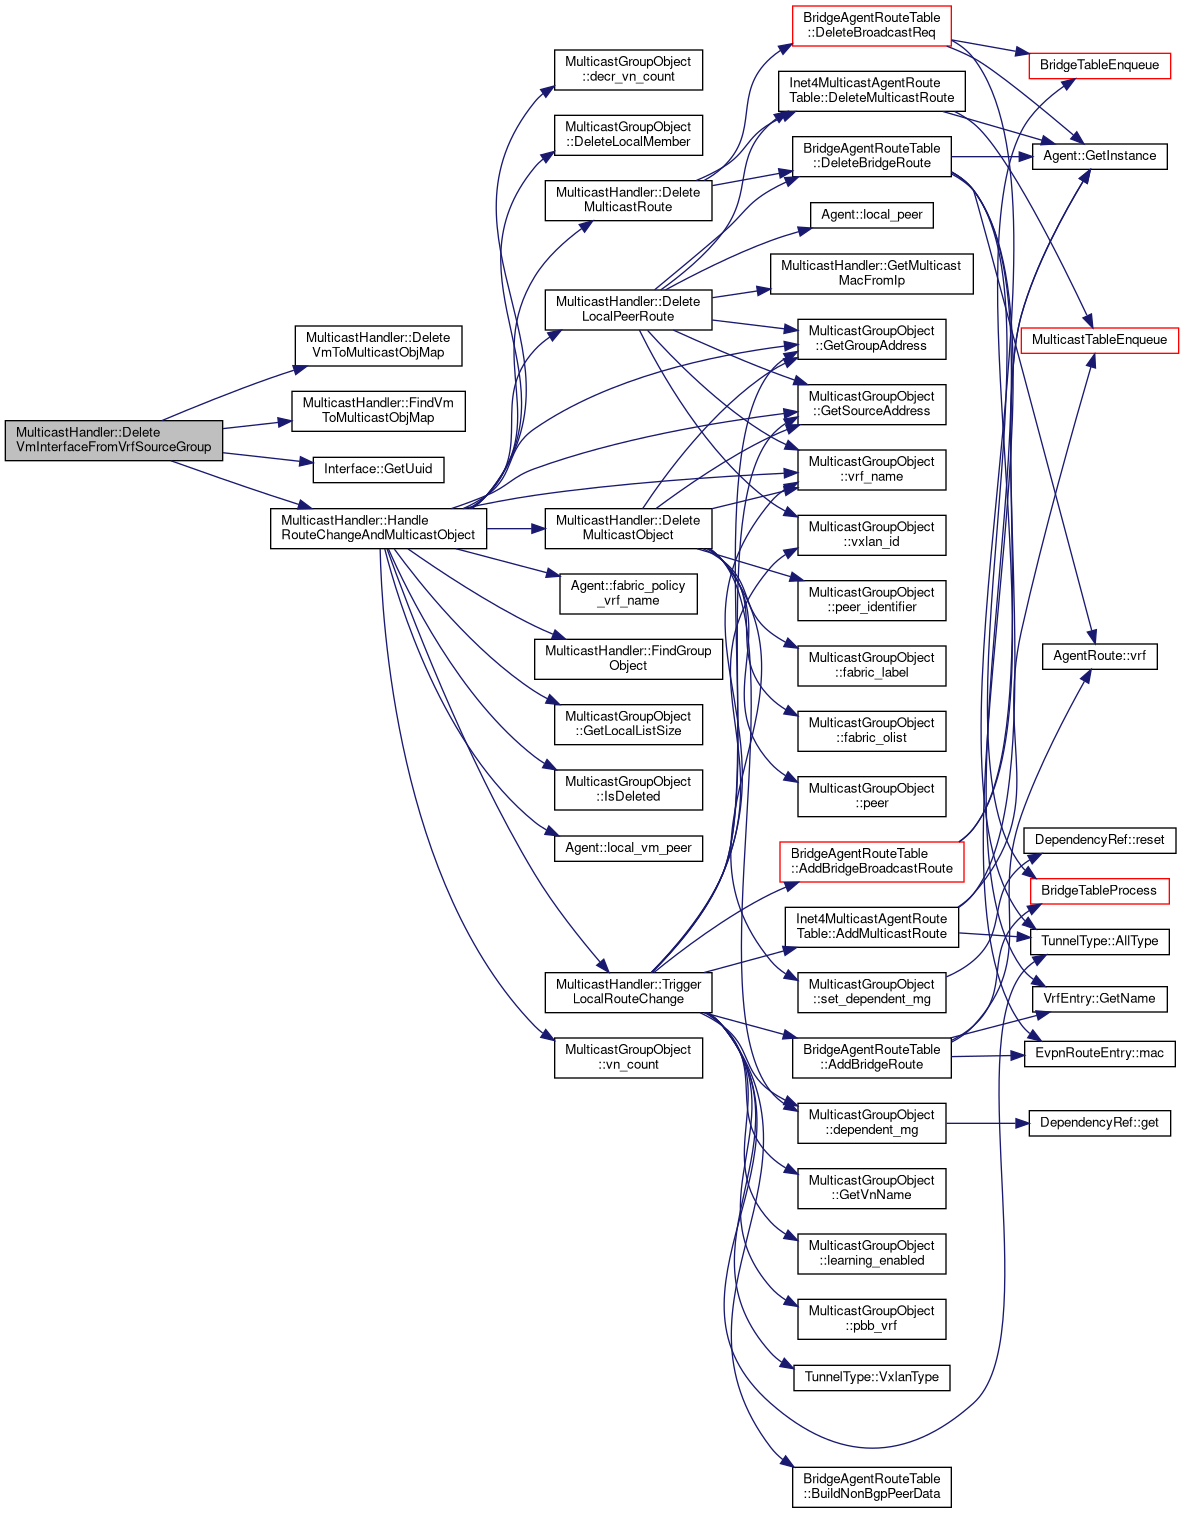 MulticastHandler::Delete
VmInterfaceFromVrfSourceGroup
MulticastHandler::Delete
VmToMulticastObjMap
MulticastHandler::FindVm
ToMulticastObjMap
Interface::GetUuid
MulticastHandler::Handle
RouteChangeAndMulticastObject
MulticastGroupObject
::decr_vn_count
MulticastGroupObject
::DeleteLocalMember
MulticastHandler::Delete
MulticastRoute
MulticastHandler::Delete
LocalPeerRoute
MulticastHandler::Delete
MulticastObject
Agent::fabric_policy
_vrf_name
MulticastHandler::FindGroup
Object
MulticastGroupObject
::GetLocalListSize
MulticastGroupObject
::IsDeleted
Agent::local_vm_peer
MulticastHandler::Trigger
LocalRouteChange
MulticastGroupObject
::vn_count
BridgeAgentRouteTable
::DeleteBroadcastReq
Inet4MulticastAgentRoute
Table::DeleteMulticastRoute
BridgeAgentRouteTable
::DeleteBridgeRoute
Agent::local_peer
MulticastHandler::GetMulticast
MacFromIp
MulticastGroupObject
::GetGroupAddress
MulticastGroupObject
::GetSourceAddress
MulticastGroupObject
::vrf_name
MulticastGroupObject
::vxlan_id
MulticastGroupObject
::peer_identifier
MulticastGroupObject
::fabric_label
MulticastGroupObject
::fabric_olist
MulticastGroupObject
::peer
BridgeAgentRouteTable
::AddBridgeBroadcastRoute
Inet4MulticastAgentRoute
Table::AddMulticastRoute
MulticastGroupObject
::set_dependent_mg
BridgeAgentRouteTable
::AddBridgeRoute
MulticastGroupObject
::dependent_mg
MulticastGroupObject
::GetVnName
MulticastGroupObject
::learning_enabled
MulticastGroupObject
::pbb_vrf
TunnelType::VxlanType
BridgeAgentRouteTable
::BuildNonBgpPeerData
BridgeTableEnqueue
Agent::GetInstance
MulticastTableEnqueue
AgentRoute::vrf
DependencyRef::reset
BridgeTableProcess
TunnelType::AllType
VrfEntry::GetName
EvpnRouteEntry::mac
DependencyRef::get